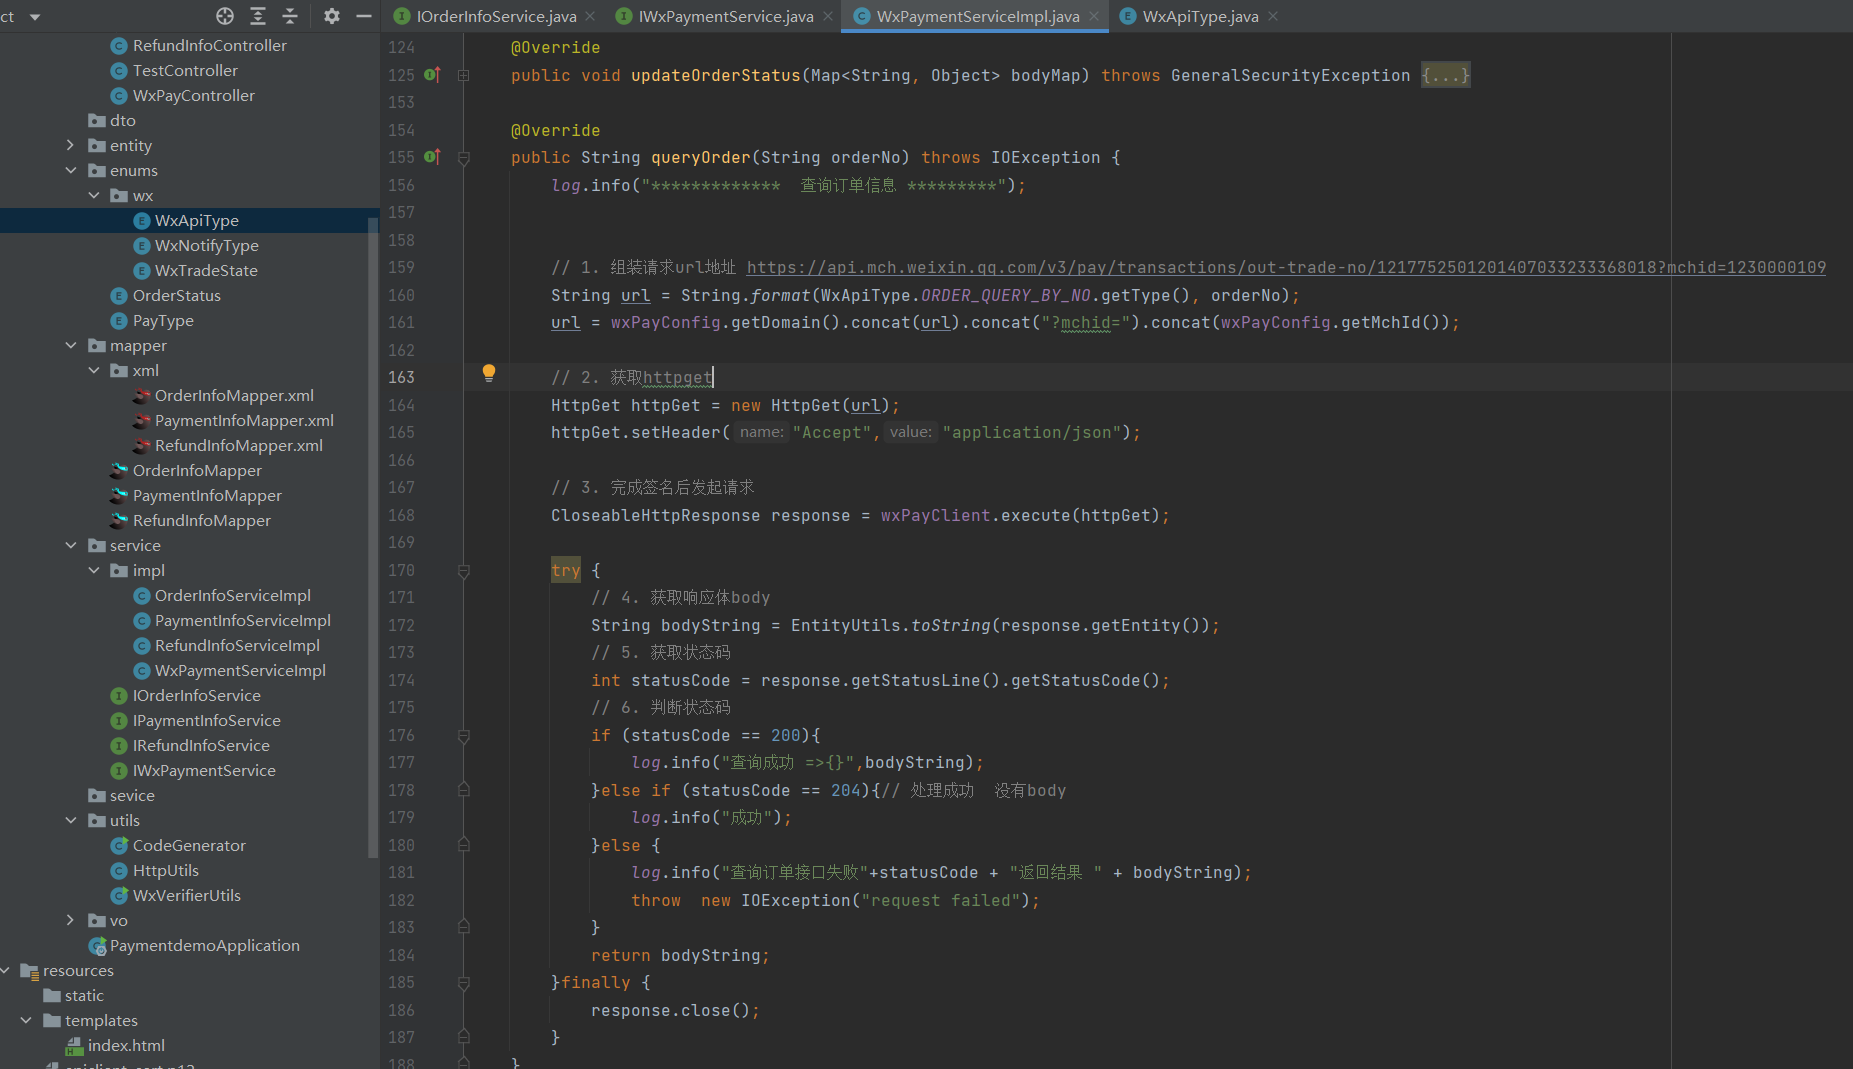 ct
RefundInfoController
TestController
WxPayController
dto
entity
enums
wx
WxApiType
WxNotifyType
WxTradeState
OrderStatus
PayType
mapper
xml
OrderInfoMapper.xml
PaymentInfoMapper.xml
RefundInfoMapper.xml
OrderInfoMapper
PaymentInfoMapper
RefundInfoMapper
service
impl
OrderInfoServiceImpl
PaymentInfoServiceImpl
RefundInfoServiceImpl
WxPaymentServiceImpl
IOrderInfoService
IPaymentInfoService
IRefundInfoService
IWxPaymentService
sevice
utils
CodeGenerator
HttpUtils
WxVerifierUtils
vo
PaymentdemoApplication
resources
static
templates
index.html
IOrderInfoService.java IWxPaymentService.java WxPaymentServiceImpl.java WxApiType.java
124 @Override
125 public void updateOrderStatus(Map<String, Object> bodyMap) throws GeneralSecurityException {...}
153
154 @Override
155 public String queryOrder(String orderNo) throws IOException {
156 log.info("************* 查询订单信息 *********");
157
158
159 // 1. 组装请求url地址 https://api.mch.weixin.qq.com/v3/pay/transactions/out-trade-no/1217752501201407033233368018?mchid=1230000109
160 String url = String.format(WxApiType.ORDER_QUERY_BY_NO.getType(), orderNo);
161 url = wxPayConfig.getDomain().concat(url).concat("?mchid=").concat(wxPayConfig.getMchId());
162
163 // 2. 获取httpget
164 HttpGet httpGet = new HttpGet(url);
165 httpGet.setHeader( name: "Accept", value: "application/json");
166
167 // 3. 完成签名后发起请求
168 CloseableHttpResponse response = wxPayClient.execute(httpGet);
169
170 try {
171 // 4. 获取响应体body
172 String bodyString = EntityUtils.toString(response.getEntity());
173 // 5. 获取状态码
174 int statusCode = response.getStatusLine().getStatusCode();
175 // 6. 判断状态码
176 if (statusCode == 200){
177 log.info("查询成功 =>{}",bodyString);
178 }else if (statusCode == 204){// 处理成功  没有body
179 log.info("成功");
180 }else {
181 log.info("查询订单接口失败"+statusCode + "返回结果 " + bodyString);
182 throw  new IOException("request failed");
183 }
184 return bodyString;
185 }finally {
186 response.close();
187 }
188 }